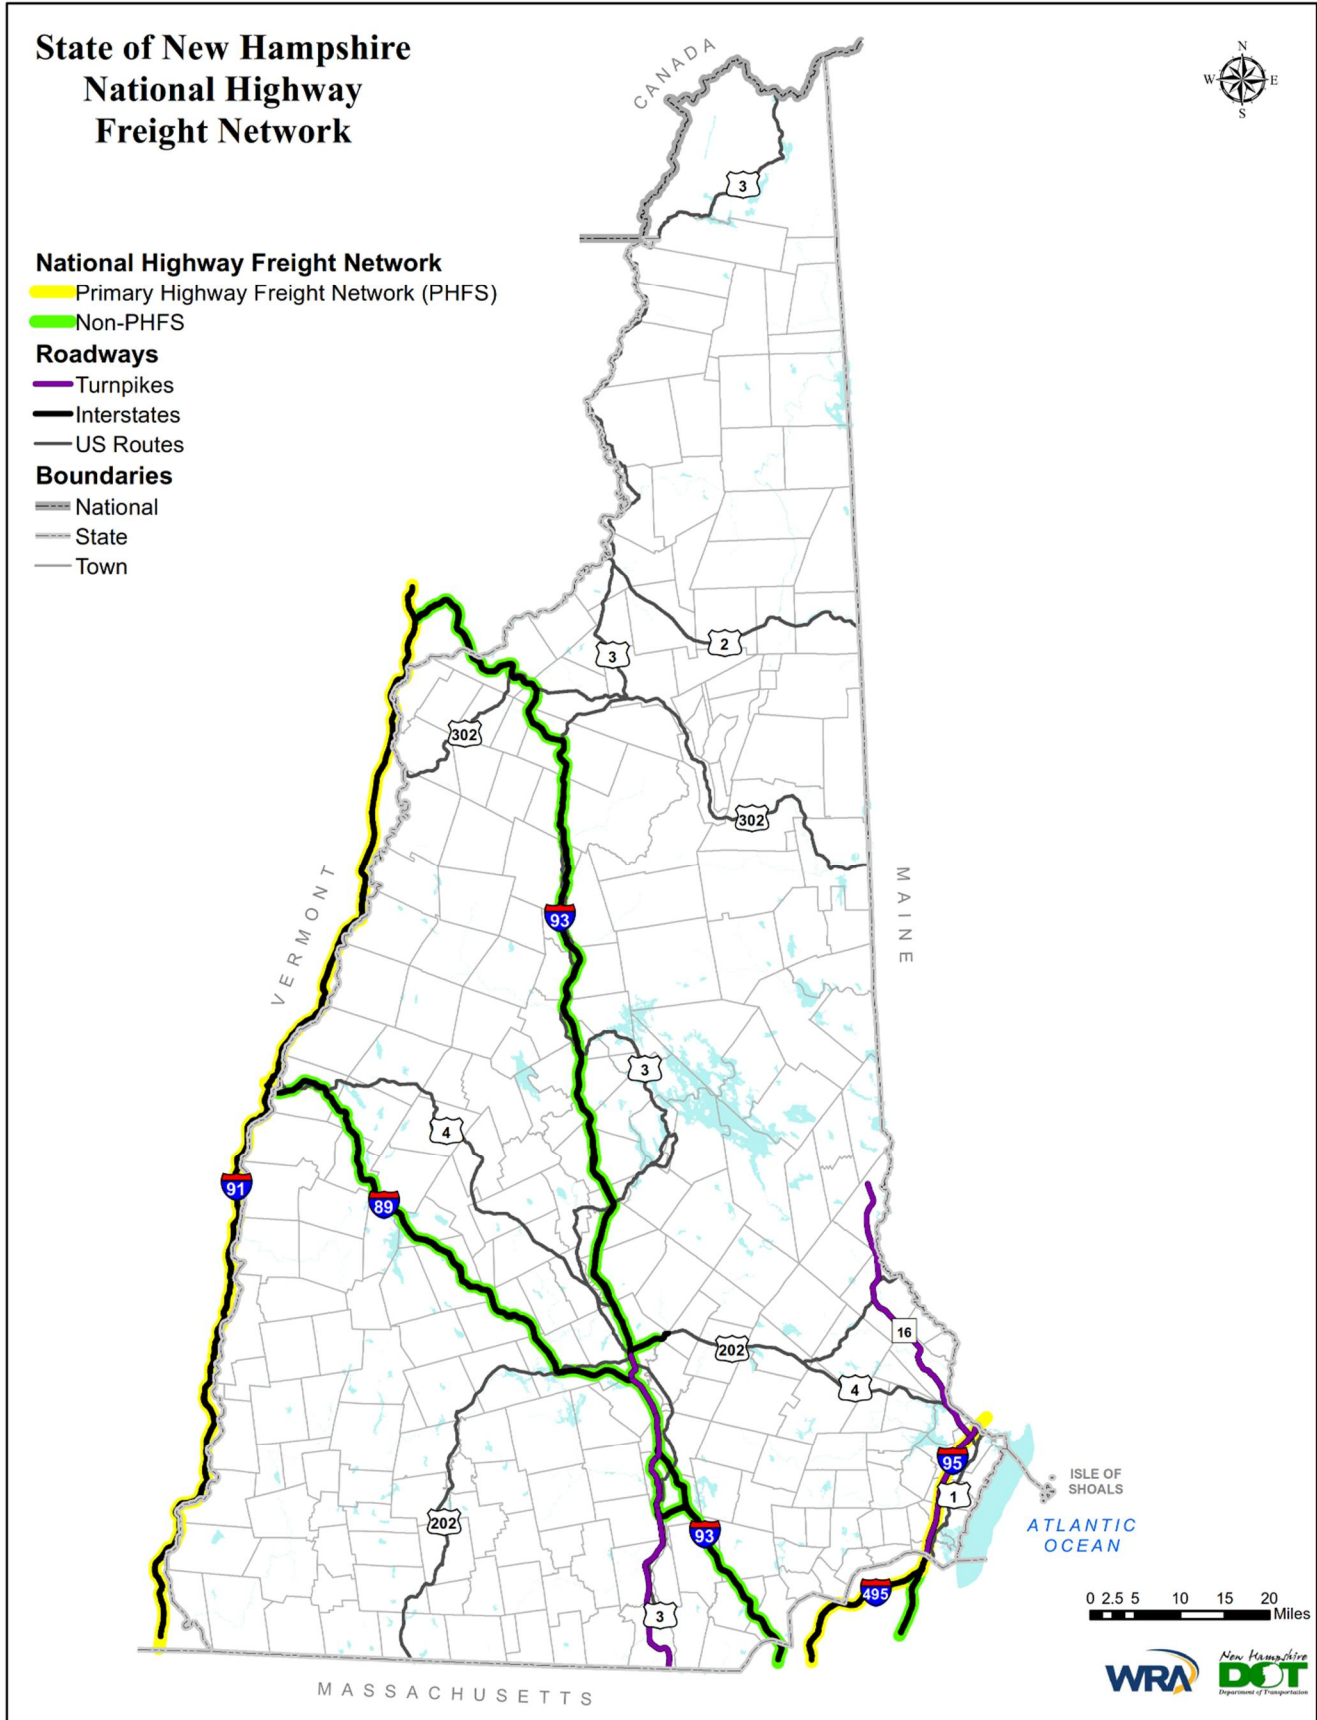 State of New Hampshire
National Highway
Freight Network
N
W E
S
CANADA
National Highway Freight Network
Primary Highway Freight Network (PHFS)
Non-PHFS
Roadways
Turnpikes
Interstates
US Routes
Boundaries
National
State
Town
3
3
2
302
302
VERMONT
MAINE
93
3
4
91
89
16
202
4
95
1
ISLE OF
SHOALS
202
93
ATLANTIC
OCEAN
495
3
0 2.5 5 10 15 20
Miles
MASSACHUSETTS
WRA
New Hampshire
DOT
Department of Transportation